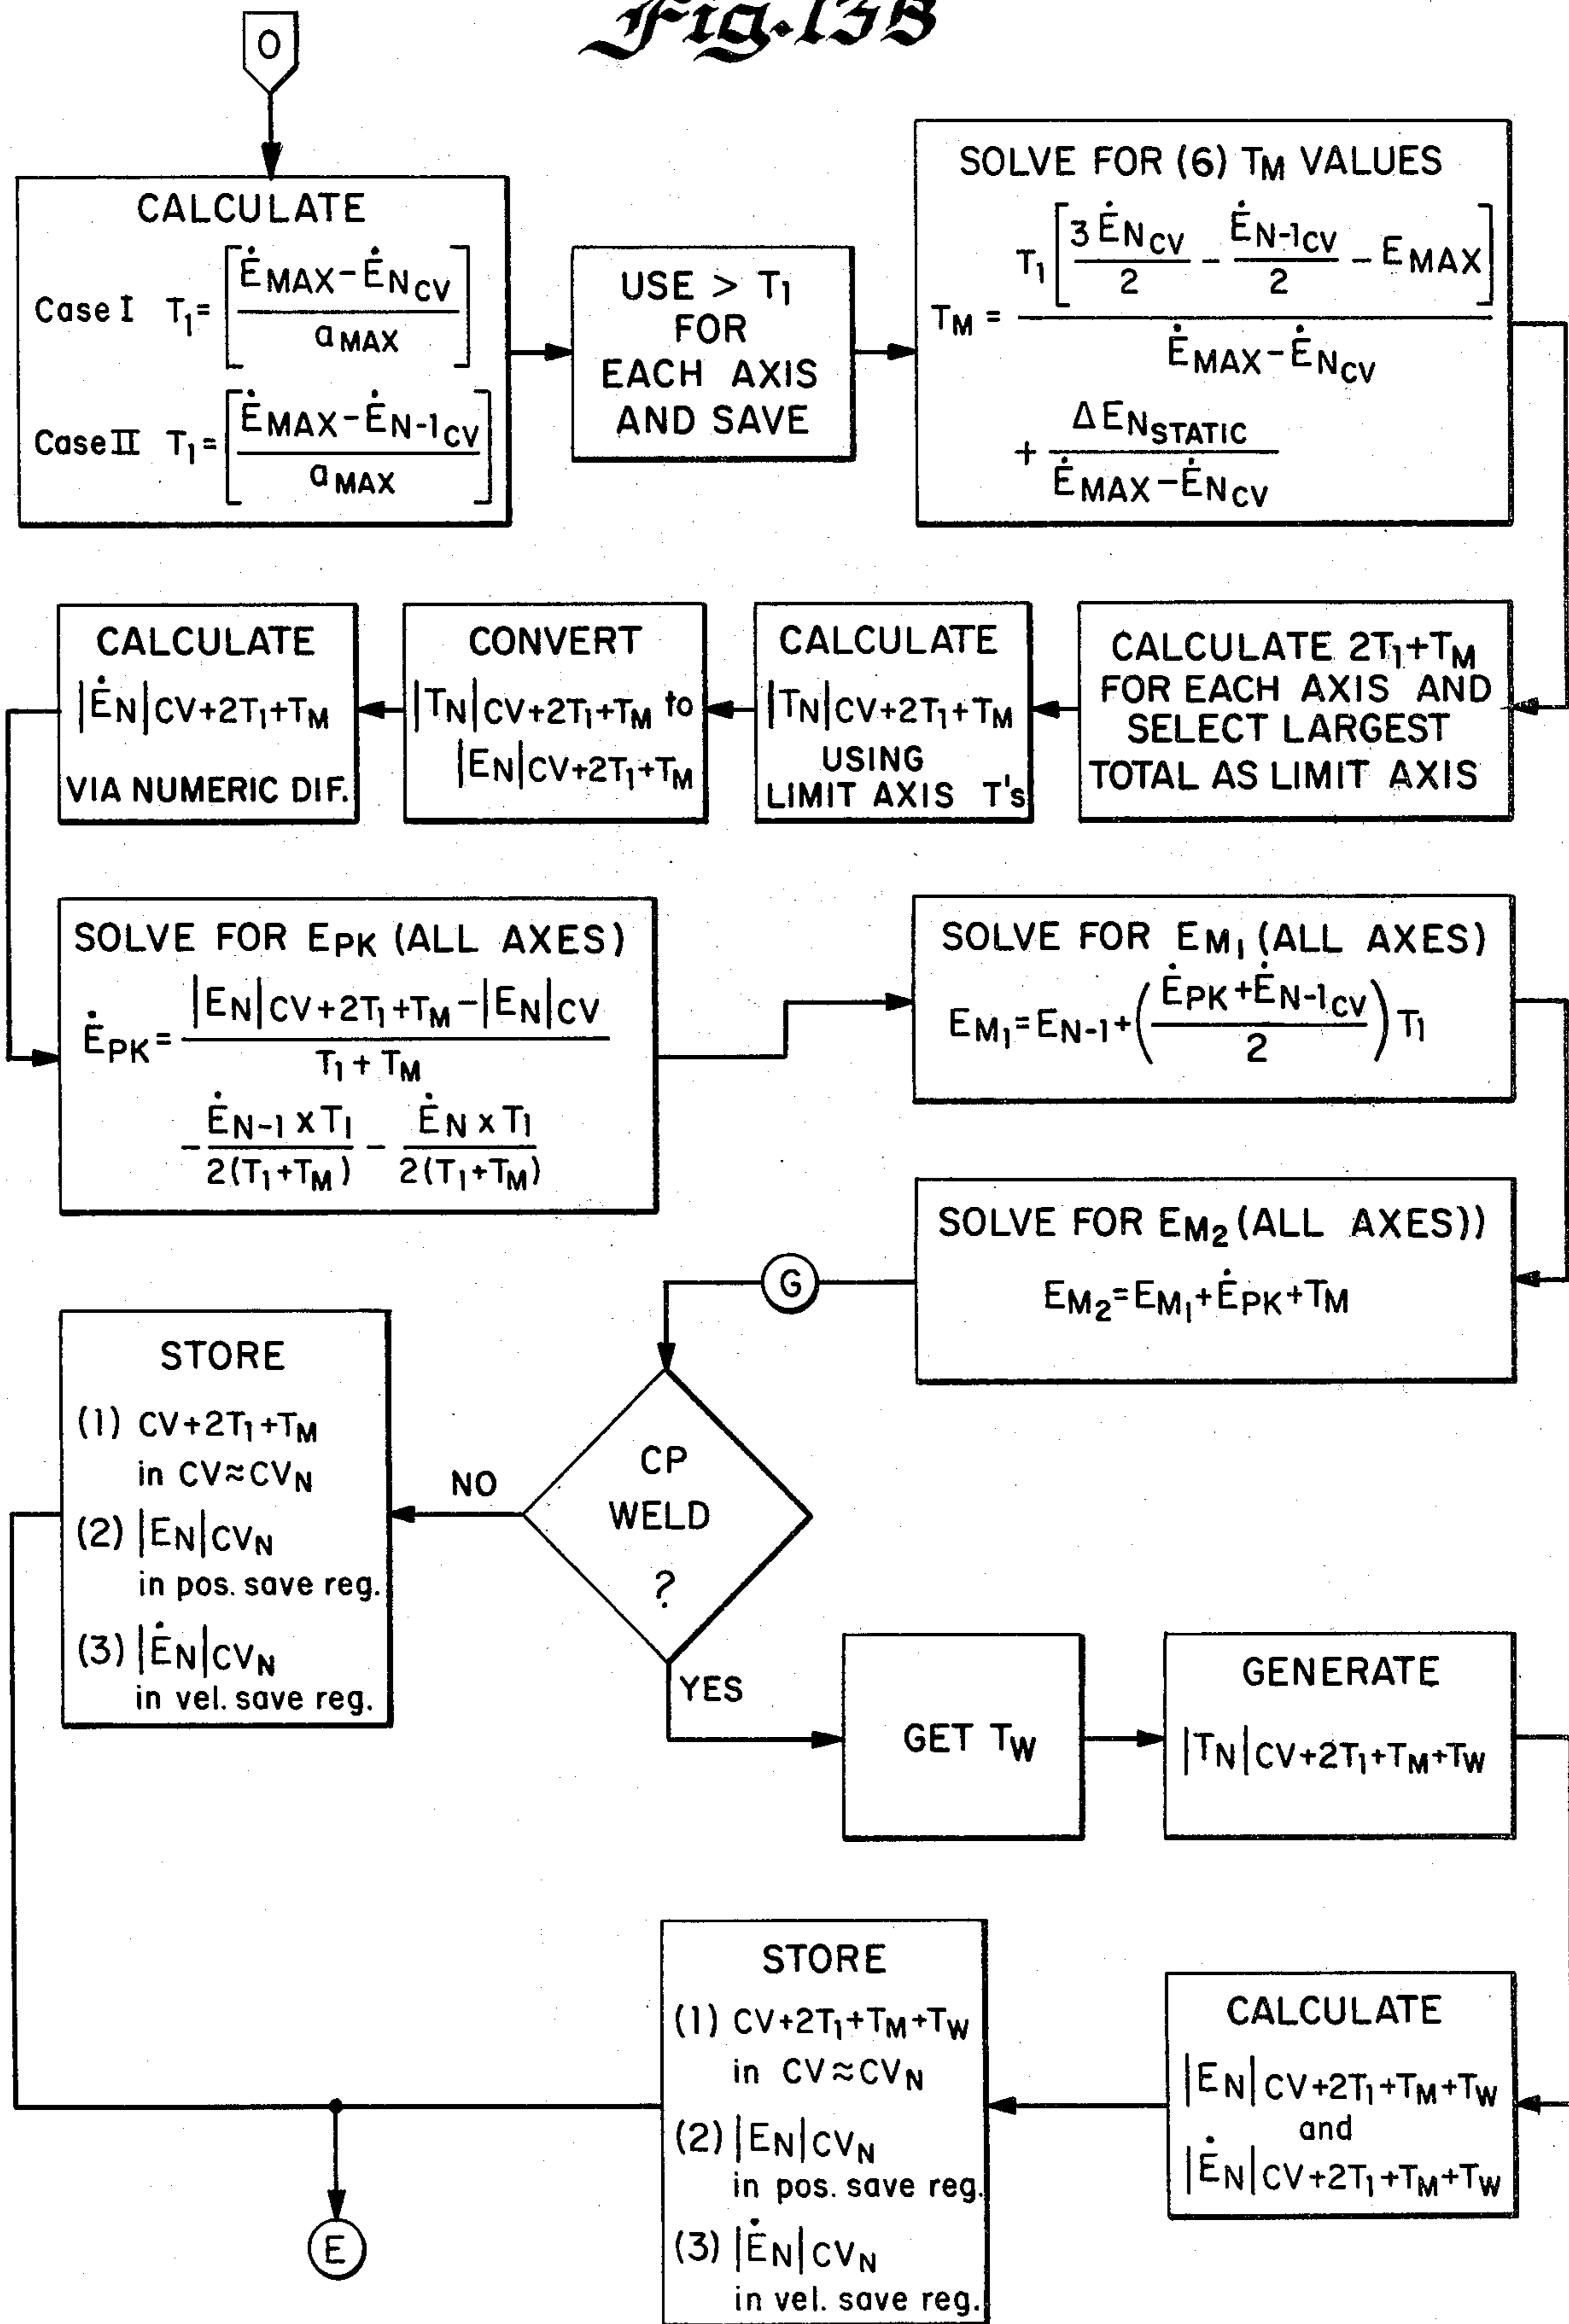 Fig. 13B
O
CALCULATE
Case I T₁ = [(ĖMAX − ĖN_CV) / aMAX]
Case II T₁ = [(ĖMAX − ĖN-1_CV) / aMAX]
USE > T₁
FOR
EACH AXIS
AND SAVE
SOLVE FOR (6) TM VALUES
TM = T₁ [3 ĖN_CV / 2 − ĖN-1_CV / 2 − EMAX] / (ĖMAX − ĖN_CV)
+ ΔEN_STATIC / (ĖMAX − ĖN_CV)
CALCULATE 2T₁+TM
FOR EACH AXIS AND
SELECT LARGEST
TOTAL AS LIMIT AXIS
CALCULATE
|TN|CV+2T₁+TM
USING
LIMIT AXIS T's
CONVERT
|TN|CV+2T₁+TM to
|EN|CV+2T₁+TM
CALCULATE
|ĖN|CV+2T₁+TM
VIA NUMERIC DIF.
SOLVE FOR EPK (ALL AXES)
ĖPK = (|EN|CV+2T₁+TM − |EN|CV) / (T₁ + TM)
− ĖN-1 x T₁ / 2(T₁+TM) − ĖN x T₁ / 2(T₁+TM)
SOLVE FOR EM₁ (ALL AXES)
EM₁ = EN-1 + ((ĖPK + ĖN-1_CV) / 2) T₁
SOLVE FOR EM₂ (ALL AXES))
EM₂ = EM₁ + ĖPK + TM
G
CP
WELD
?
NO
YES
STORE
(1) CV+2T₁+TM
in CV≈CVN
(2) |EN|CVN
in pos. save reg.
(3) |ĖN|CVN
in vel. save reg.
GET TW
GENERATE
|TN|CV+2T₁+TM+TW
CALCULATE
|EN|CV+2T₁+TM+TW
and
|ĖN|CV+2T₁+TM+TW
STORE
(1) CV+2T₁+TM+TW
in CV≈CVN
(2) |EN|CVN
in pos. save reg.
(3) |ĖN|CVN
in vel. save reg.
E